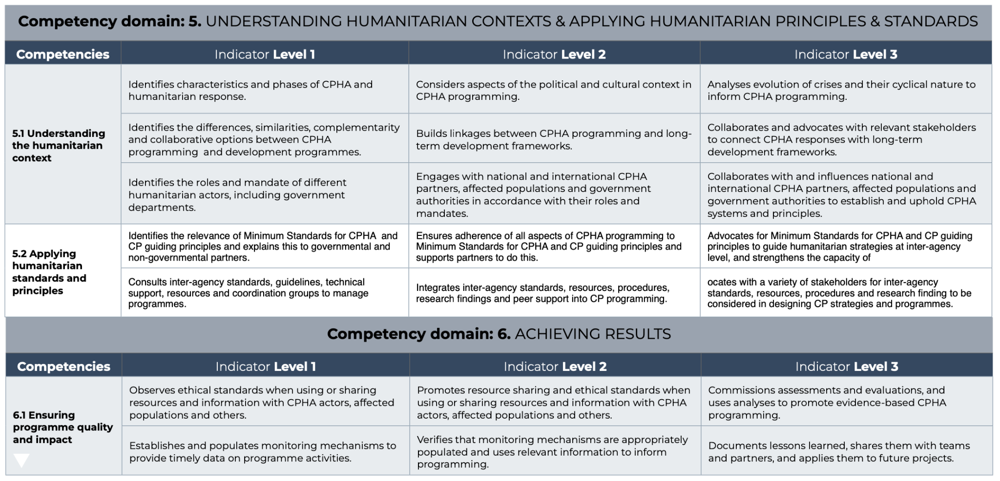 Competency domain: 5. UNDERSTANDING HUMANITARIAN CONTEXTS & APPLYING HUMANITARIAN PRINCIPLES & STANDARDS
Competencies
Indicator Level 1
Indicator Level 2
Indicator Level 3
5.1 Understanding
the humanitarian
context
Identifies characteristics and phases of CPHA and
humanitarian response.
Considers aspects of the political and cultural context in
CPHA programming.
Analyses evolution of crises and their cyclical nature to
inform CPHA programming.
Identifies the differences, similarities, complementarity
and collaborative options between CPHA
programming and development programmes.
Builds linkages between CPHA programming and long-
term development frameworks.
Collaborates and advocates with relevant stakeholders
to connect CPHA responses with long-term
development frameworks.
Identifies the roles and mandate of different
humanitarian actors, including government
departments.
Engages with national and international CPHA
partners, affected populations and government
authorities in accordance with their roles and
mandates.
Collaborates with and influences national and
international CPHA partners, affected populations and
government authorities to establish and uphold CPHA
systems and principles.
5.2 Applying
humanitarian
standards and
principles
Identifies the relevance of Minimum Standards for CPHA and
CP guiding principles and explains this to governmental and
non-governmental partners.
Ensures adherence of all aspects of CPHA programming to
Minimum Standards for CPHA and CP guiding principles and
supports partners to do this.
Advocates for Minimum Standards for CPHA and CP guiding
principles to guide humanitarian strategies at inter-agency
level, and strengthens the capacity of
Consults inter-agency standards, guidelines, technical
support, resources and coordination groups to manage
programmes.
Integrates inter-agency standards, resources, procedures,
research findings and peer support into CP programming.
ocates with a variety of stakeholders for inter-agency
standards, resources, procedures and research finding to be
considered in designing CP strategies and programmes.
Competency domain: 6. ACHIEVING RESULTS
Competencies
Indicator Level 1
Indicator Level 2
Indicator Level 3
6.1 Ensuring
programme quality
and impact
Observes ethical standards when using or sharing
resources and information with CPHA actors, affected
populations and others.
Promotes resource sharing and ethical standards when
using or sharing resources and information with CPHA
actors, affected populations and others.
Commissions assessments and evaluations, and
uses analyses to promote evidence-based CPHA
programming.
Establishes and populates monitoring mechanisms to
provide timely data on programme activities.
Verifies that monitoring mechanisms are appropriately
populated and uses relevant information to inform
programming.
Documents lessons learned, shares them with teams
and partners, and applies them to future projects.